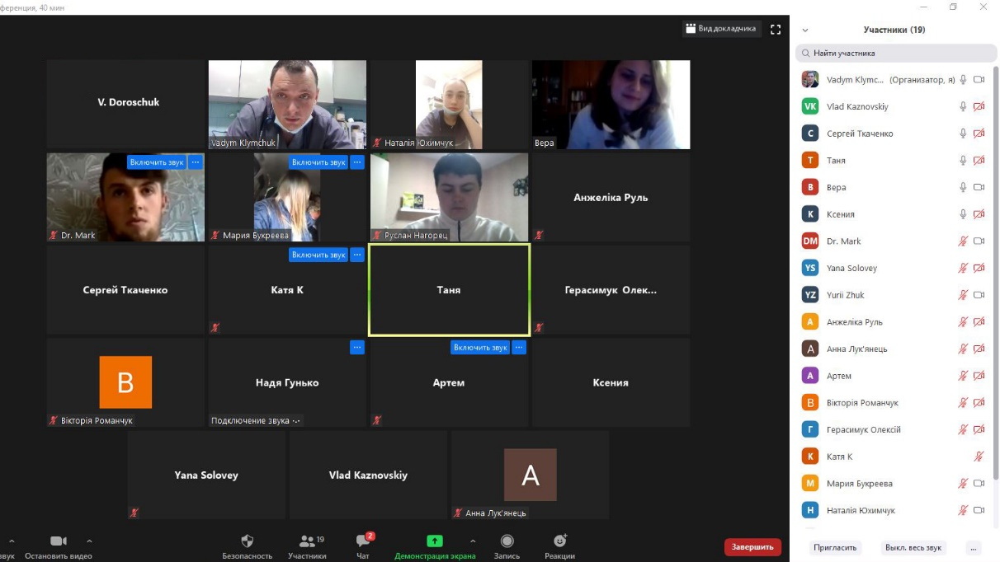 ференция, 40 мин
Вид докладчика
V. Doroschuk
Vadym Klymchuk
Наталія Юхимчук
Вера
Включить звук ...
Dr. Mark
Включить звук ...
Мария Букреева
Руслан Нагорец
Анжеліка Руль
Сергей Ткаченко
Включить звук ...
Катя К
Таня
Герасимук Олек...
В
Вікторія Романчук
...
Надя Гунько
Подключение звука
Включить звук ...
Артем
Ксения
Yana Solovey
Vlad Kaznovskiy
А
Анна Лук'янець
звук
Остановить видео
Безопасность
19
Участники
2
Чат
Демонстрация экрана
Запись
Реакции
Завершить
Участники (19)
Найти участника
Vadym Klymc... (Организатор, я)
VK Vlad Kaznovskiy
С Сергей Ткаченко
Т Таня
В Вера
К Ксения
DM Dr. Mark
YS Yana Solovey
YZ Yurii Zhuk
А Анжеліка Руль
А Анна Лук'янець
А Артем
В Вікторія Романчук
Г Герасимук Олексій
К Катя К
М Мария Букреева
Н Наталія Юхимчук
Пригласить
Выкл. весь звук
...